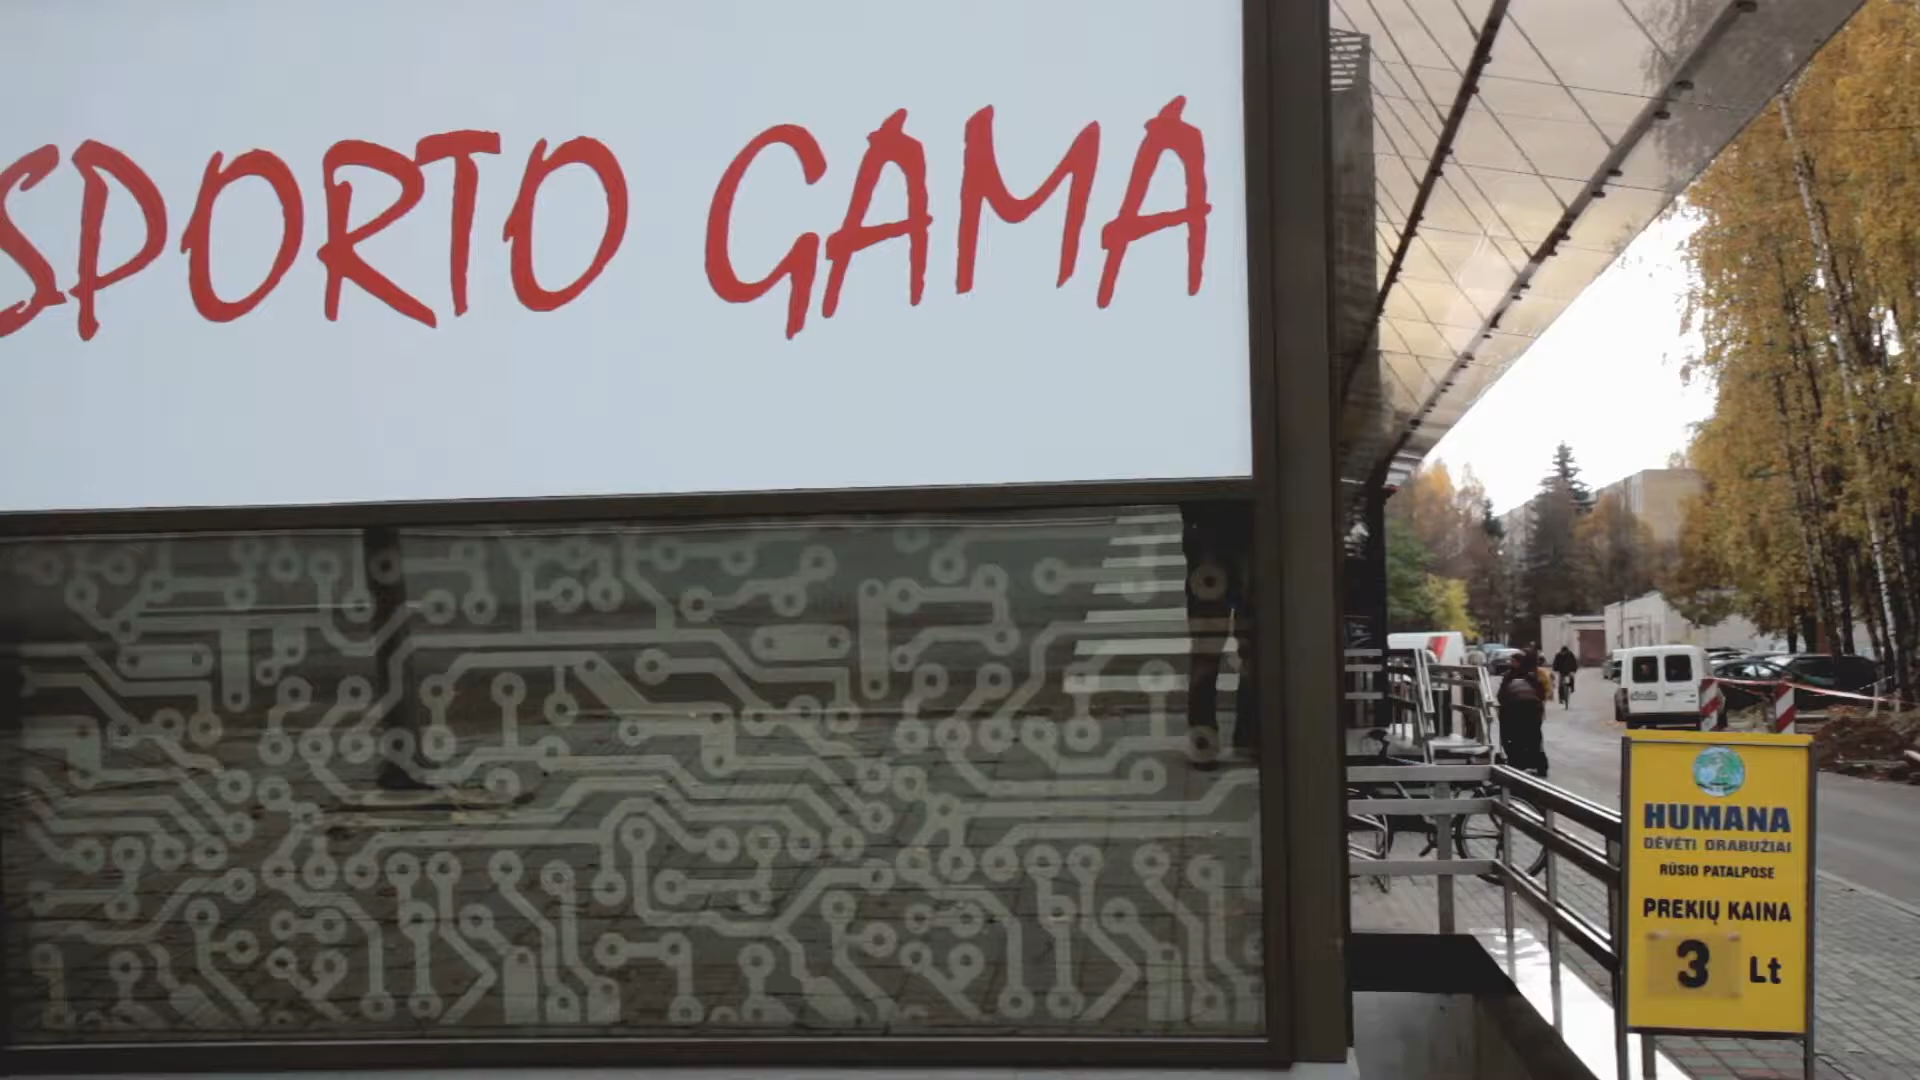 SPORTO GAMA
HUMANA
DĖVĖTI DRABUŽIAI
RŪSIO PATALPOSE
PREKIŲ KAINA
3 Lt